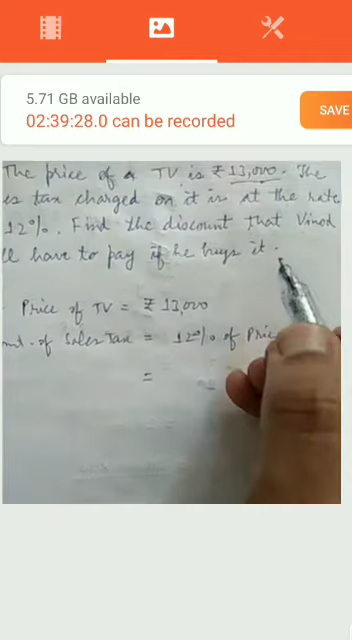 5.71 GB available
02:39:28.0 can be recorded
SAVE
The price of a TV is ₹ 13,000. The
es tax charged on it is at the rate
12%. Find the discount that Vinod
ll have to pay if he buys it.
Price of TV = ₹ 13,000
mt. of Sales Tax = 12% of Pric
=